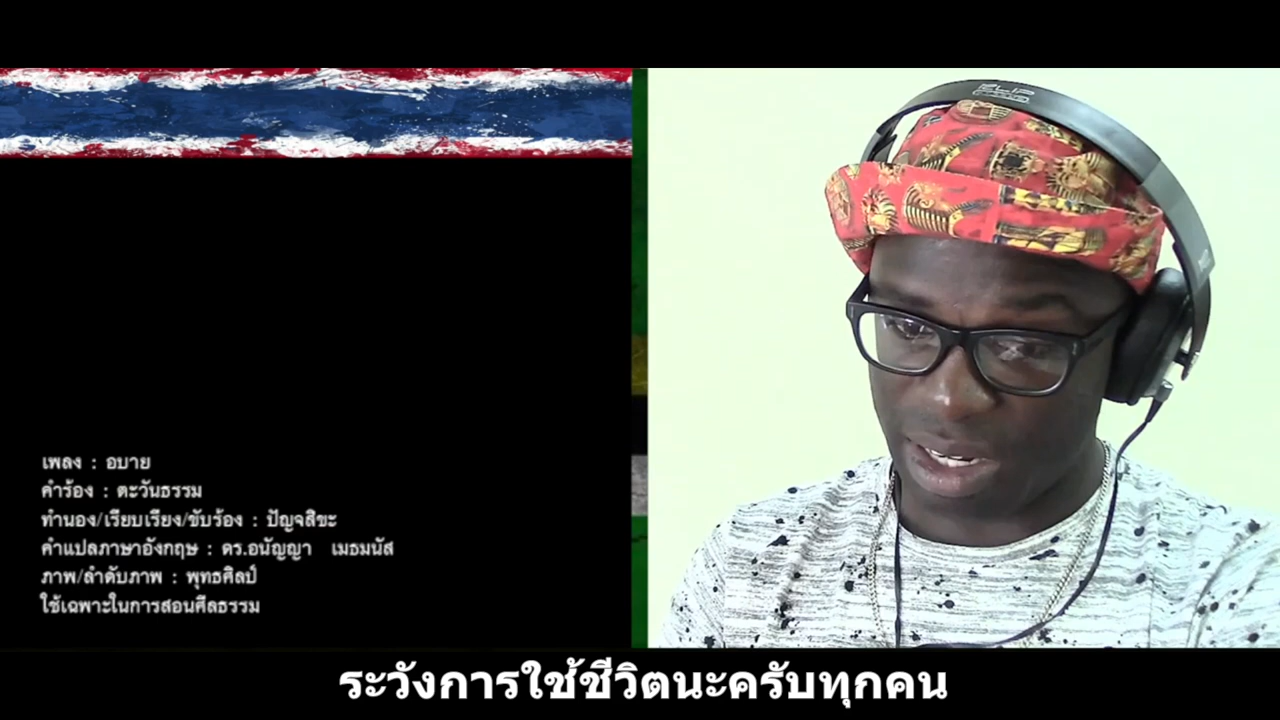 เพลง : อบาย
คำร้อง : ตะวันธรรม
ทำนอง/เรียบเรียง/ขับร้อง : ปัญจสิขะ
คำแปลภาษาอังกฤษ : ดร.อนัญญา เมธมนัส
ภาพ/ลำดับภาพ : พุทธศิลป์
ใช้เฉพาะในการสอนศีลธรรม
ระวังการใช้ชีวิตนะครับทุกคน